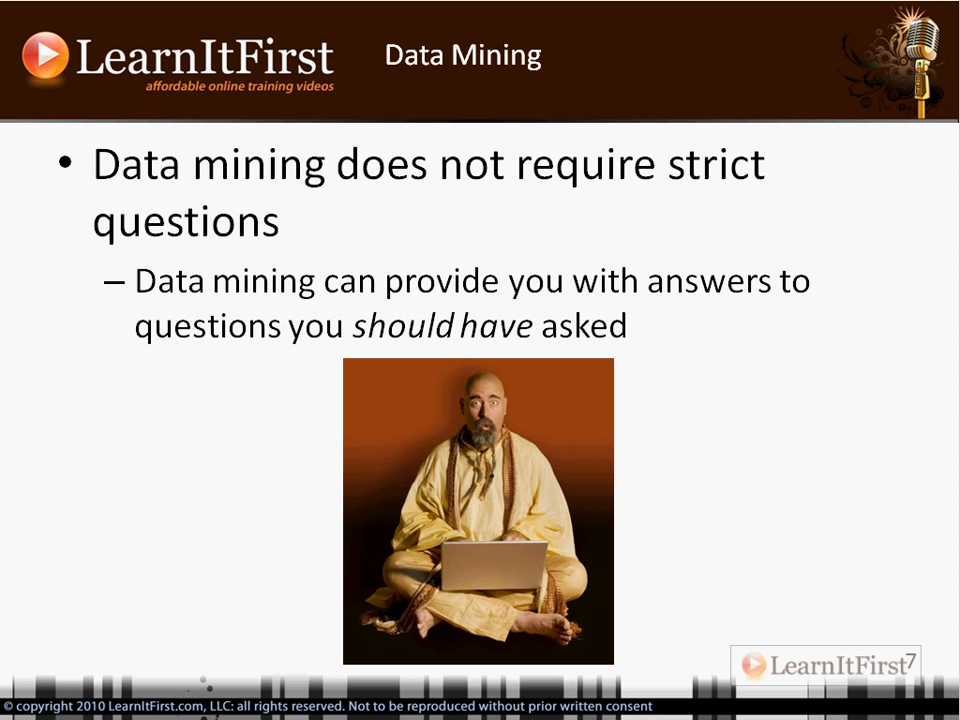 LearnItFirst
affordable online training videos
Data Mining
• Data mining does not require strict
questions
– Data mining can provide you with answers to
questions you should have asked
LearnItFirst
7
© copyright 2010 LearnItFirst.com, LLC: all rights reserved. Not to be reproduced without prior written consent